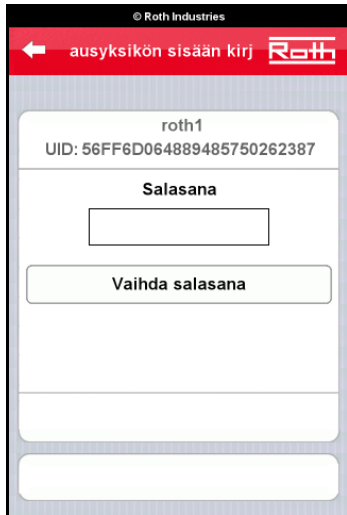 © Roth Industries
ausyksikön sisään kirj
Roth
roth1
UID: 56FF6D064889485750262387
Salasana
Vaihda salasana